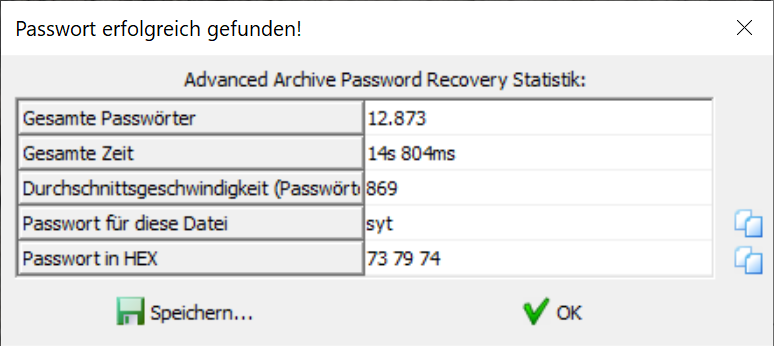 Passwort erfolgreich gefunden!
Advanced Archive Password Recovery Statistik:
Gesamte Passwörter 12.873
Gesamte Zeit 14s 804ms
Durchschnittsgeschwindigkeit (Passwört 869
Passwort für diese Datei syt
Passwort in HEX 73 79 74
Speichern... OK